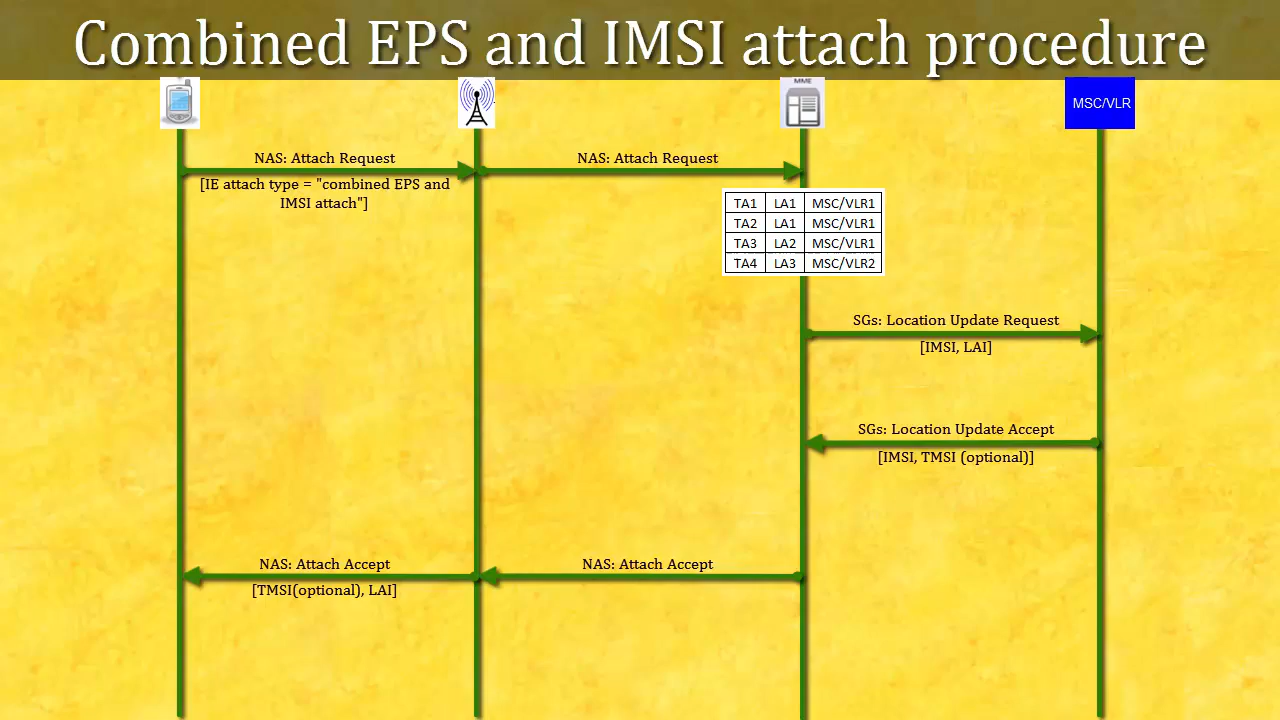 Combined EPS and IMSI attach procedure
MME
MSC/VLR
NAS: Attach Request
NAS: Attach Request
[IE attach type = "combined EPS and
IMSI attach"]
TA1 LA1 MSC/VLR1
TA2 LA1 MSC/VLR1
TA3 LA2 MSC/VLR1
TA4 LA3 MSC/VLR2
SGs: Location Update Request
[IMSI, LAI]
SGs: Location Update Accept
[IMSI, TMSI (optional)]
NAS: Attach Accept
NAS: Attach Accept
[TMSI(optional), LAI]